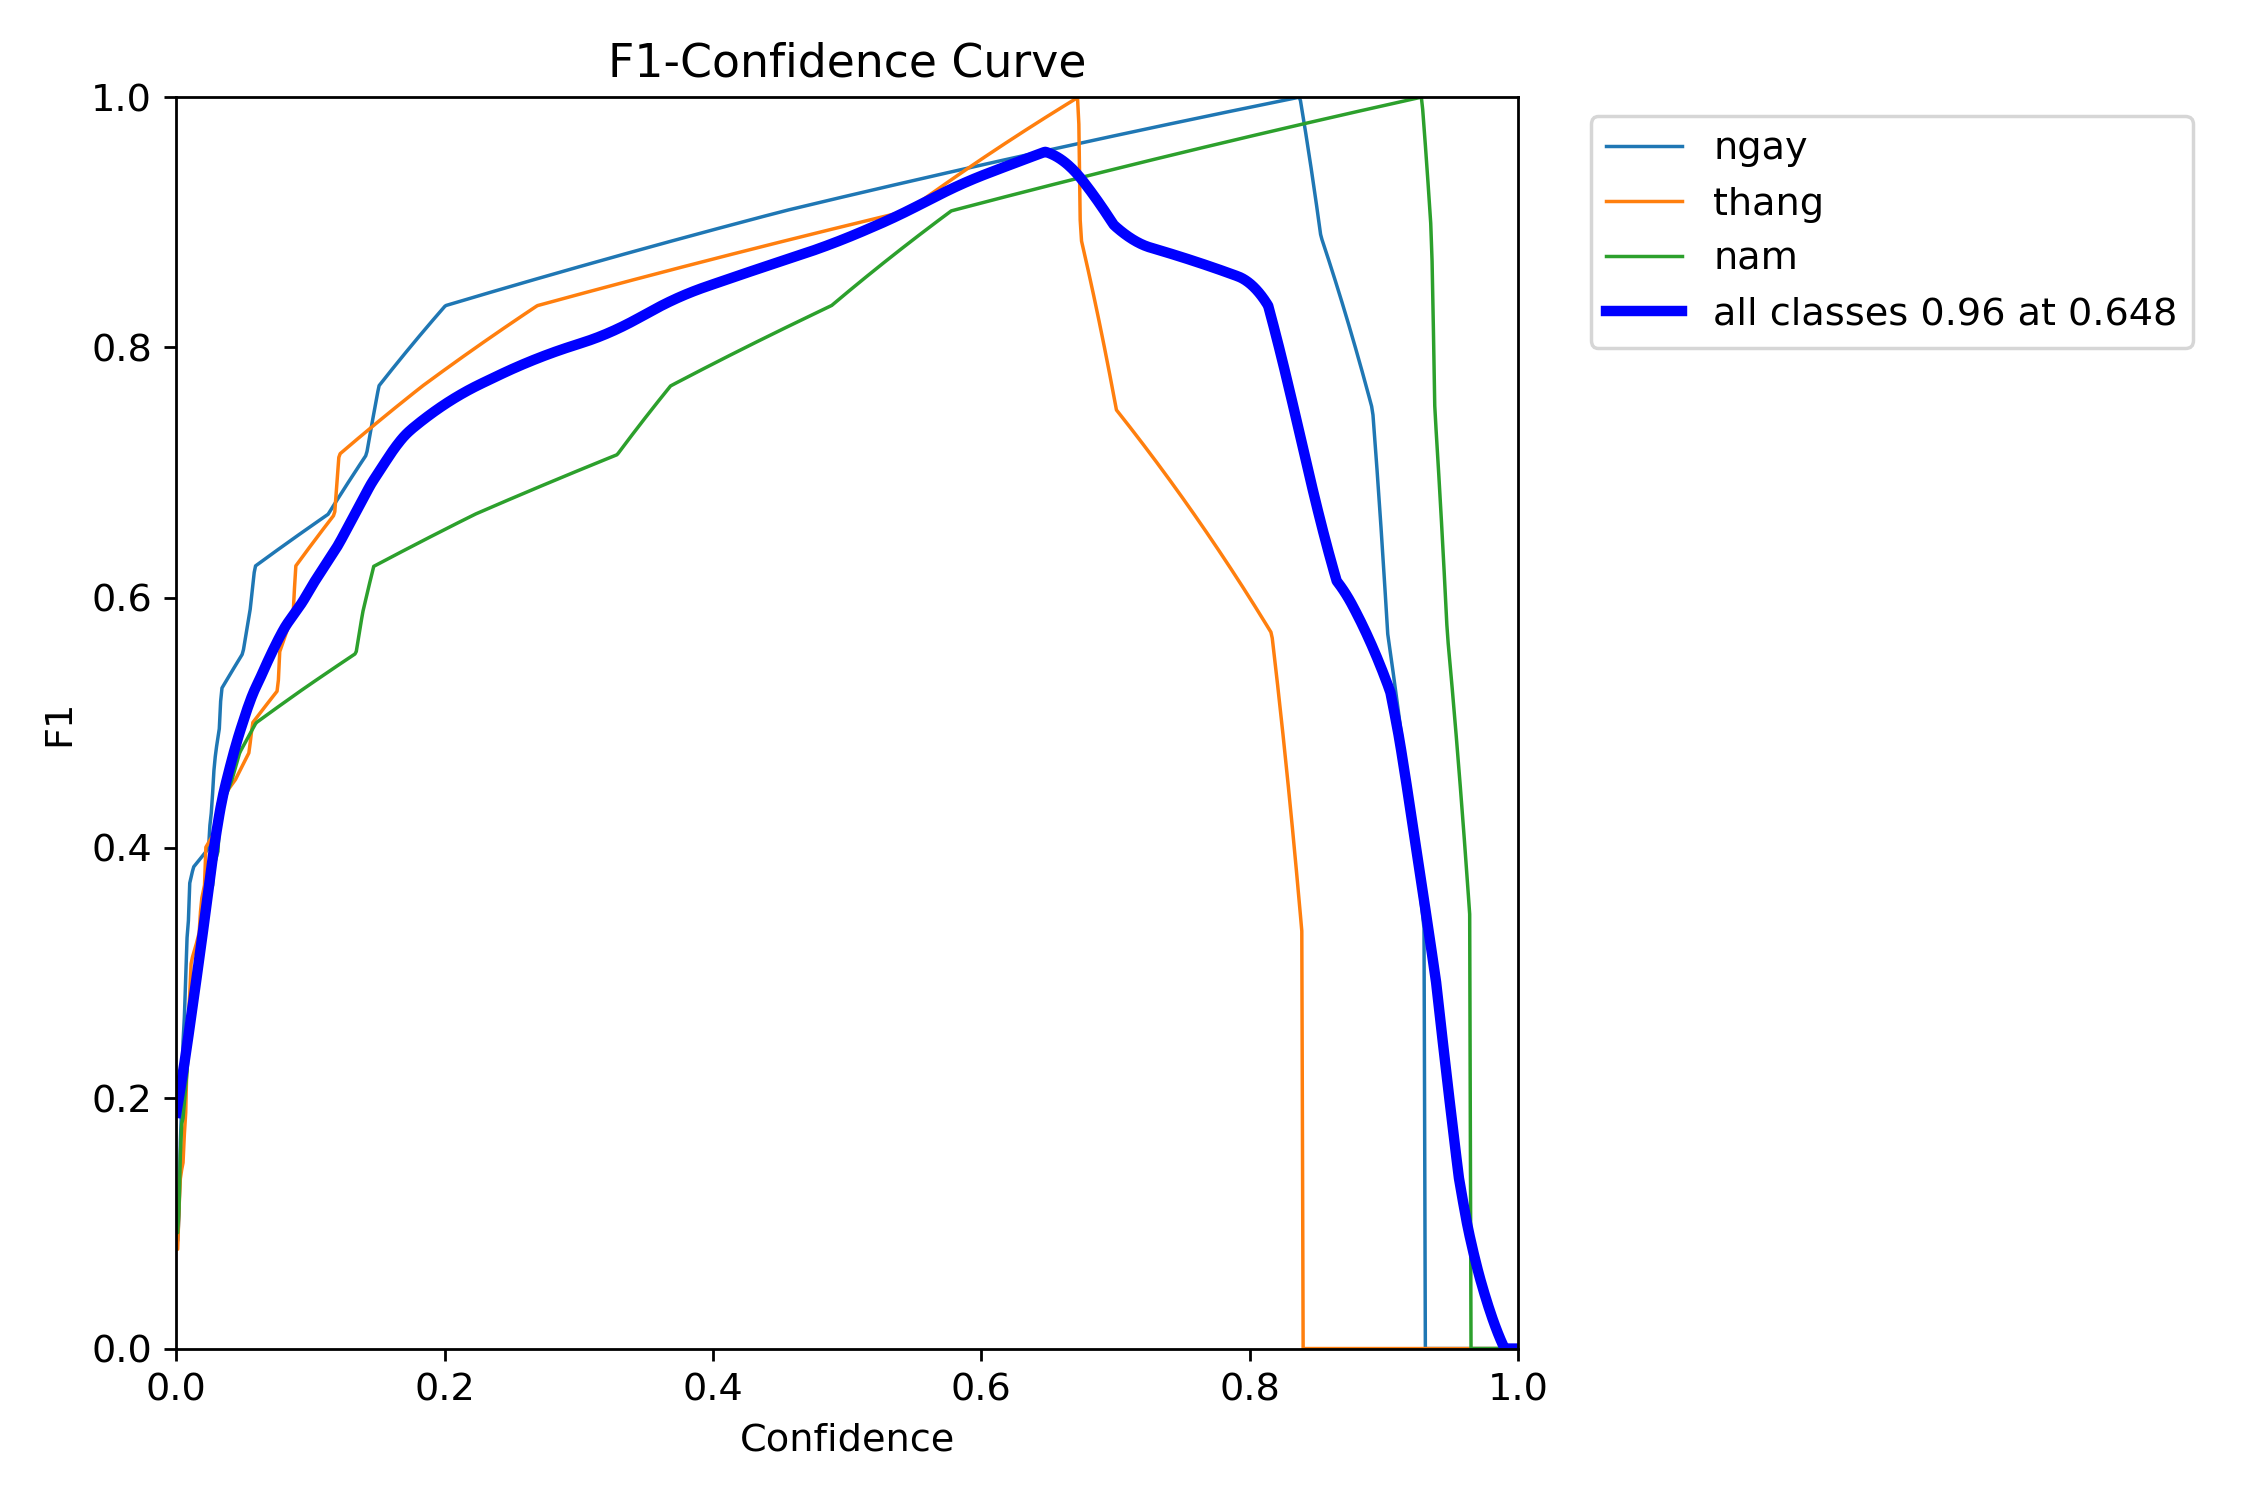 F1-Confidence Curve
1.0
0.8
0.6
0.4
0.2
0.0
F1
0.0 0.2 0.4 0.6 0.8 1.0
Confidence
ngay
thang
nam
all classes 0.96 at 0.648